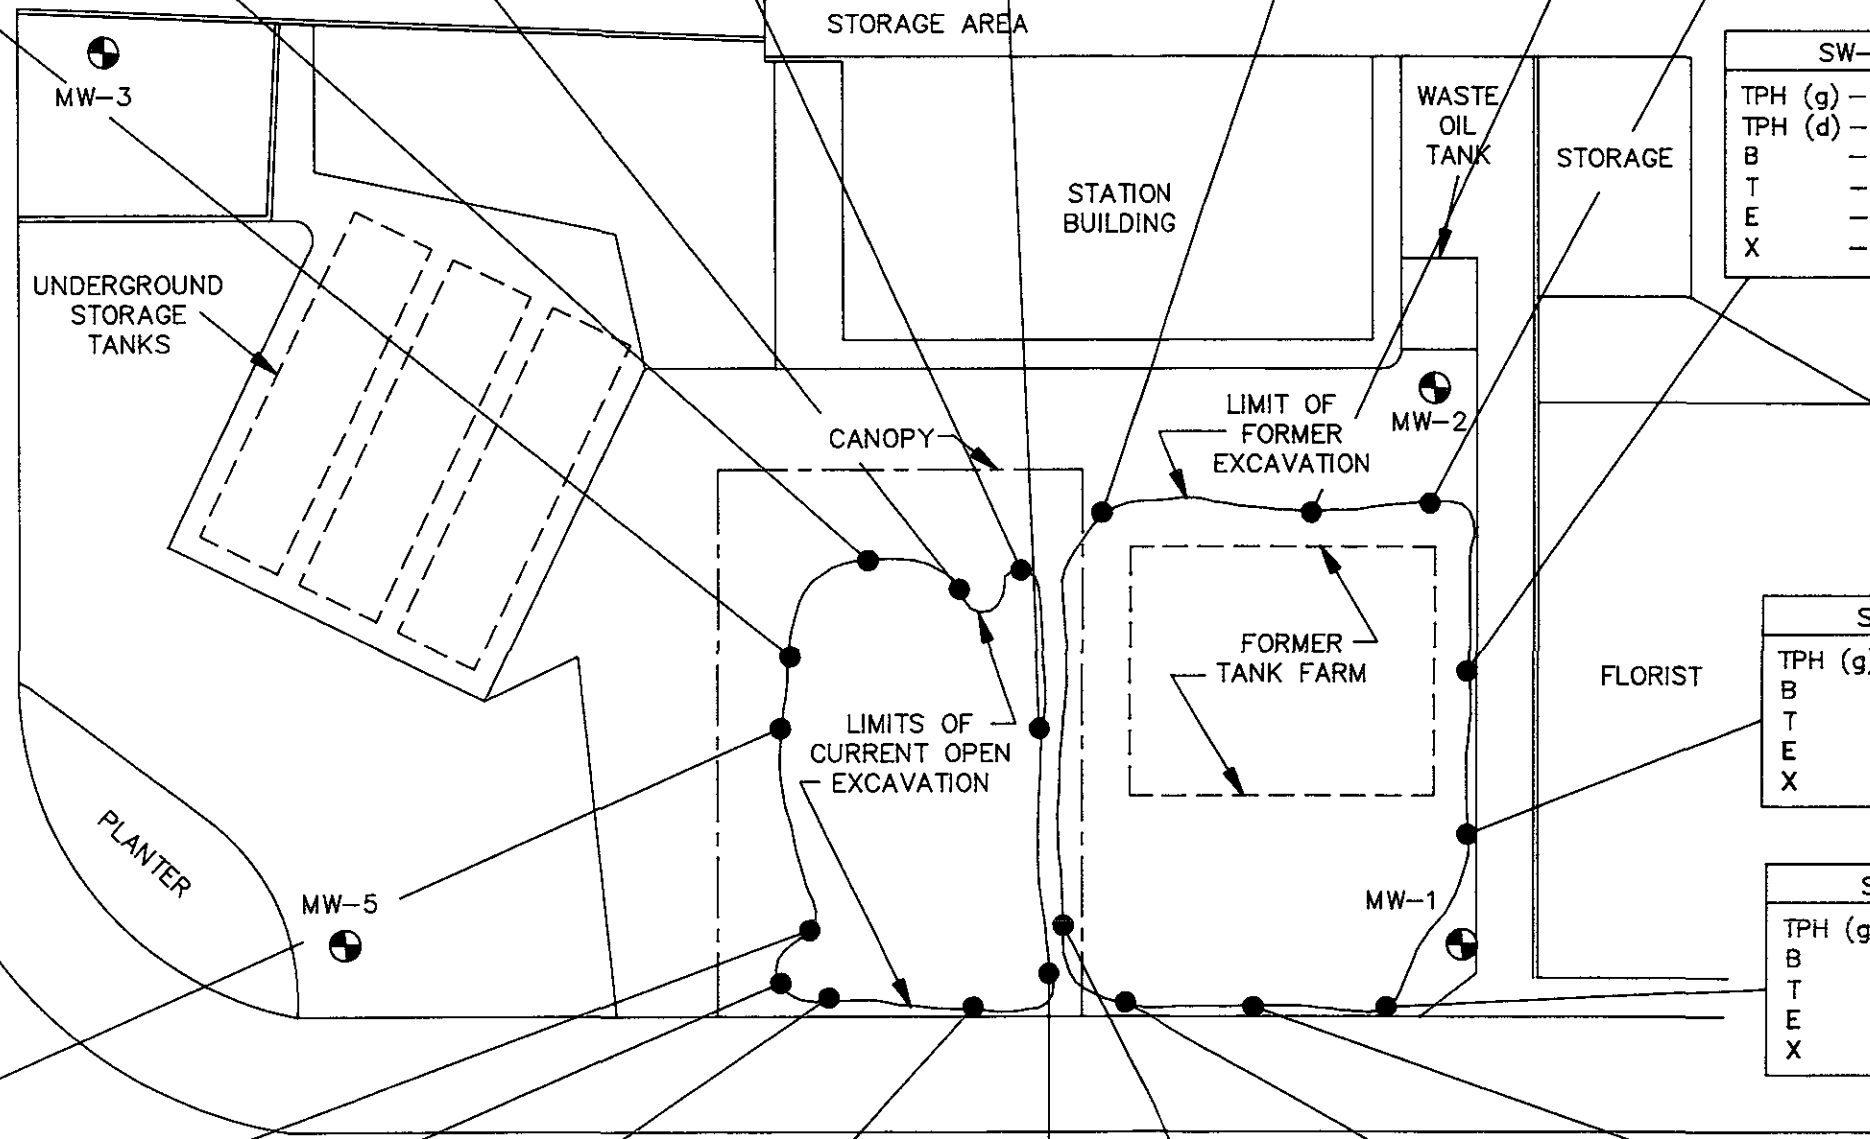 STORAGE AREA
MW-3
WASTE
OIL
TANK
STORAGE
STATION
BUILDING
SW-
TPH (g) -
TPH (d) -
B -
T -
E -
X -
UNDERGROUND
STORAGE
TANKS
CANOPY
LIMIT OF
FORMER
EXCAVATION
MW-2
FORMER
TANK FARM
LIMITS OF
CURRENT OPEN
EXCAVATION
FLORIST
S
TPH (g)
B
T
E
X
PLANTER
MW-5
MW-1
S
TPH (g
B
T
E
X